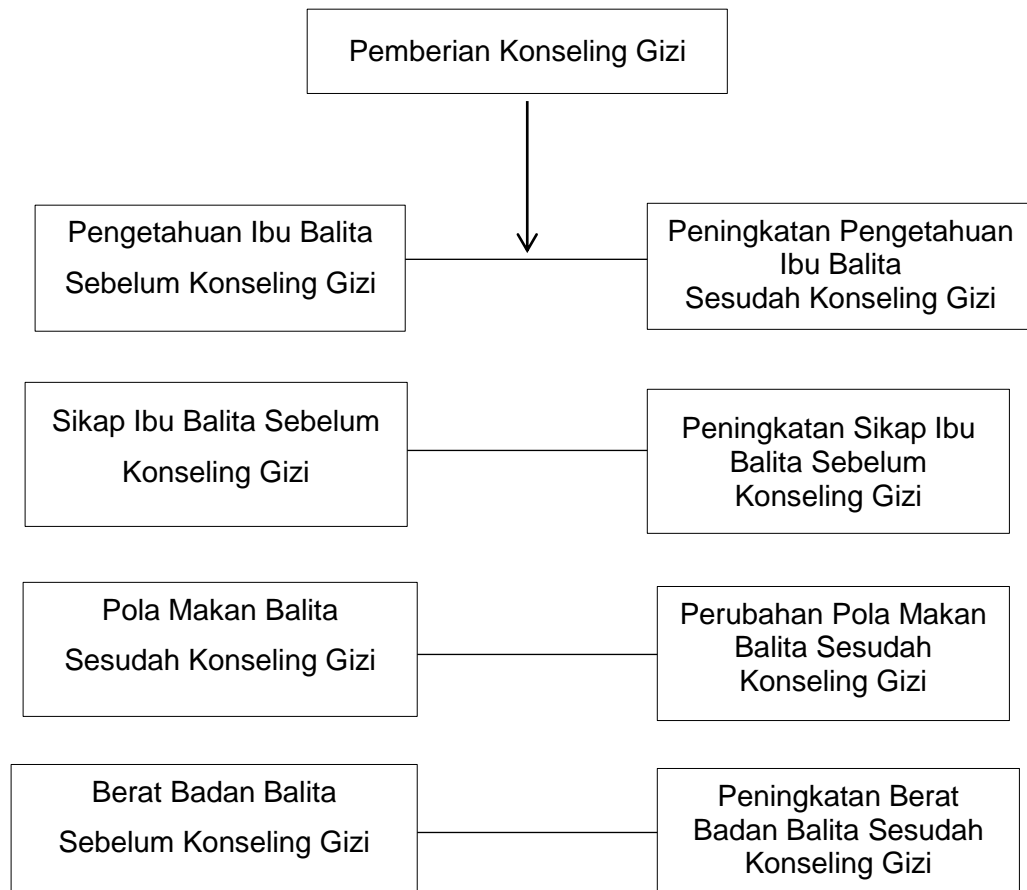 Pemberian Konseling Gizi
Pengetahuan Ibu Balita
Sebelum Konseling Gizi
Peningkatan Pengetahuan
Ibu Balita
Sesudah Konseling Gizi
Sikap Ibu Balita Sebelum
Konseling Gizi
Peningkatan Sikap Ibu
Balita Sebelum
Konseling Gizi
Pola Makan Balita
Sesudah Konseling Gizi
Perubahan Pola Makan
Balita Sesudah
Konseling Gizi
Berat Badan Balita
Sebelum Konseling Gizi
Peningkatan Berat
Badan Balita Sesudah
Konseling Gizi